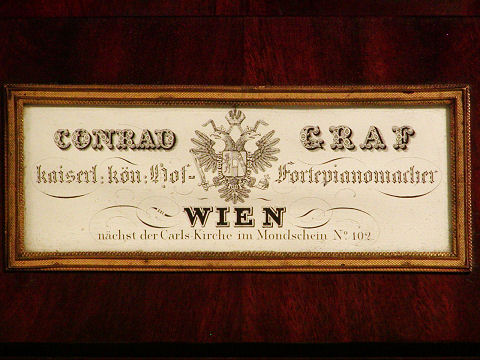 CONRAD GRAF
kaiserl: kön: Hof- Fortepianomacher
WIEN
nächst der Carls-Kirche im Mondschein No. 102